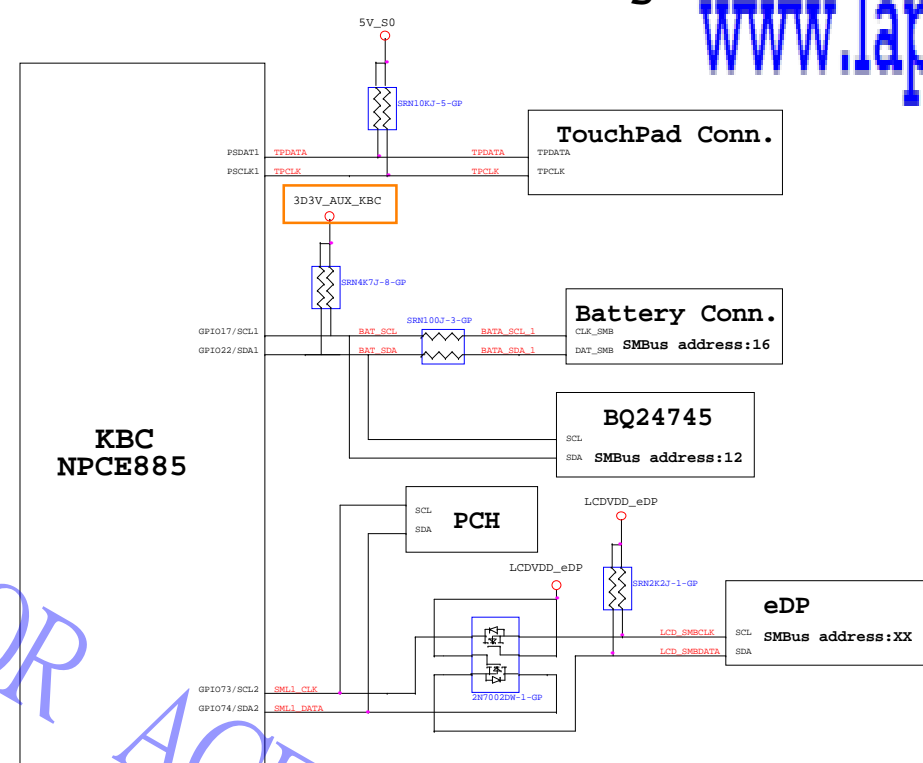 www.lap
5V_S0
SRN10KJ-5-GP
TouchPad Conn.
PSDAT1 TPDATA TPDATA TPDATA
PSCLK1 TPCLK TPCLK TPCLK
3D3V_AUX_KBC
SRN4K7J-8-GP
SRN100J-3-GP
Battery Conn.
GPIO17/SCL1 BAT_SCL BATA_SCL_1 CLK_SMB
SMBus address:16
GPIO22/SDA1 BAT_SDA BATA_SDA_1 DAT_SMB
BQ24745
SCL
SDA SMBus address:12
KBC
NPCE885
SCL
PCH
SDA
LCDVDD_eDP
LCDVDD_eDP
SRN2K2J-1-GP
eDP
LCD_SMBCLK SCL
SMBus address:XX
LCD_SMBDATA SDA
GPIO73/SCL2 SML1_CLK
2N7002DW-1-GP
GPIO74/SDA2 SML1_DATA
OR ACE